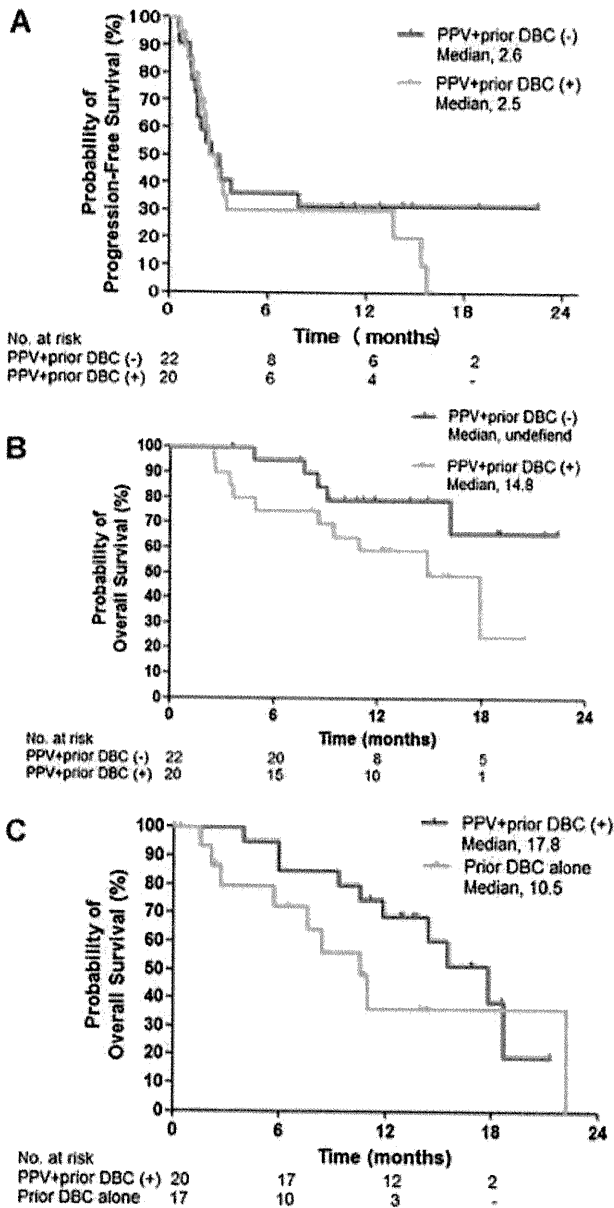 A
Probability of
Progression-Free Survival (%)
100
90
80
70
60
50
40
30
20
10
0
PPV+prior DBC (-)
Median, 2.6
PPV+prior DBC (+)
Median, 2.5
0 6 12 18 24
Time ( months)
No. at risk
PPV+prior DBC (-) 22 8 6 2
PPV+prior DBC (+) 20 6 4 -
B
Probability of
Overall Survival (%)
100
90
80
70
60
50
40
30
20
10
0
PPV+prior DBC (-)
Median, undefiend
PPV+prior DBC (+)
Median, 14.8
0 6 12 18 24
Time (months)
No. at risk
PPV+prior DBC (-) 22 20 8 5
PPV+prior DBC (+) 20 15 10 1
C
Probability of
Overall Survival (%)
100
90
80
70
60
50
40
30
20
10
0
PPV+prior DBC (+)
Median, 17.8
Prior DBC alone
Median, 10.5
0 6 12 18 24
Time (months)
No. at risk
PPV+prior DBC (+) 20 17 12 2
Prior DBC alone 17 10 3 -